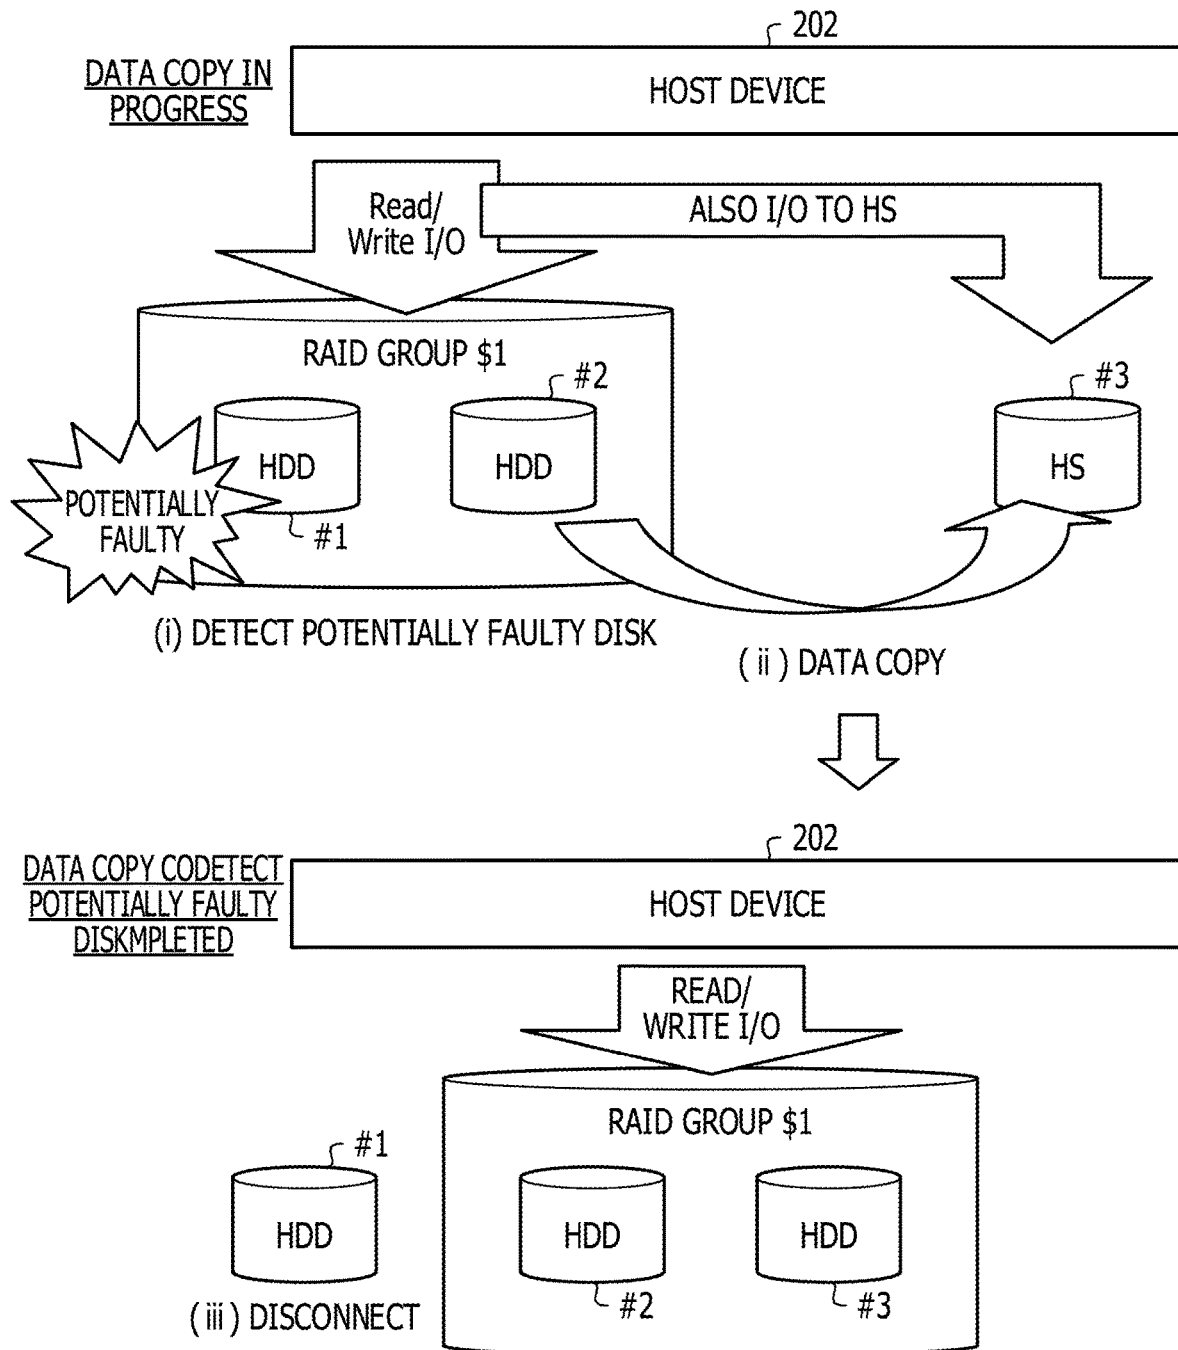 202
DATA COPY IN
PROGRESS
HOST DEVICE
Read/
Write I/O
ALSO I/O TO HS
RAID GROUP $1
#2
#3
HDD
HDD
HS
POTENTIALLY
FAULTY
#1
(i) DETECT POTENTIALLY FAULTY DISK
(ii) DATA COPY
202
DATA COPY CODETECT
POTENTIALLY FAULTY
DISKMPLETED
HOST DEVICE
READ/
WRITE I/O
RAID GROUP $1
#1
HDD
HDD
HDD
#2
#3
(iii) DISCONNECT